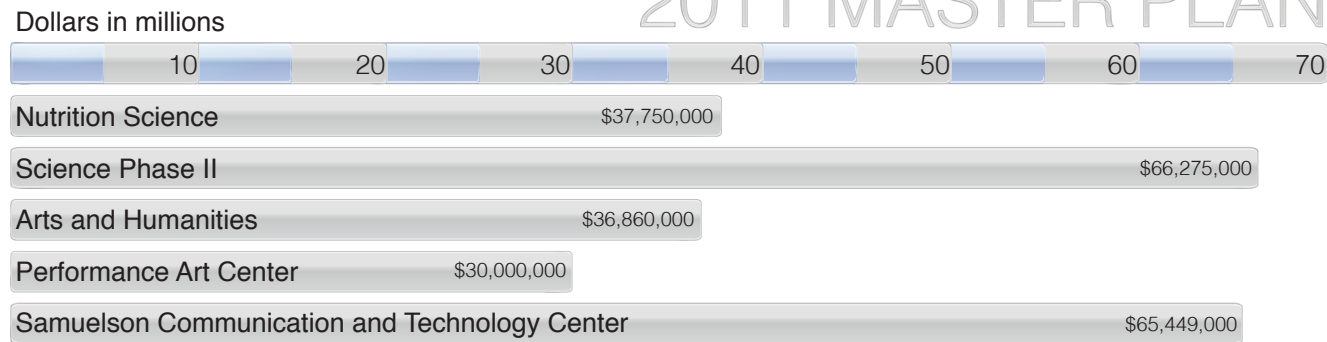 2011 MASTER PLAN
Dollars in millions
10 20 30 40 50 60 70
Nutrition Science $37,750,000
Science Phase II $66,275,000
Arts and Humanities $36,860,000
Performance Art Center $30,000,000
Samuelson Communication and Technology Center $65,449,000